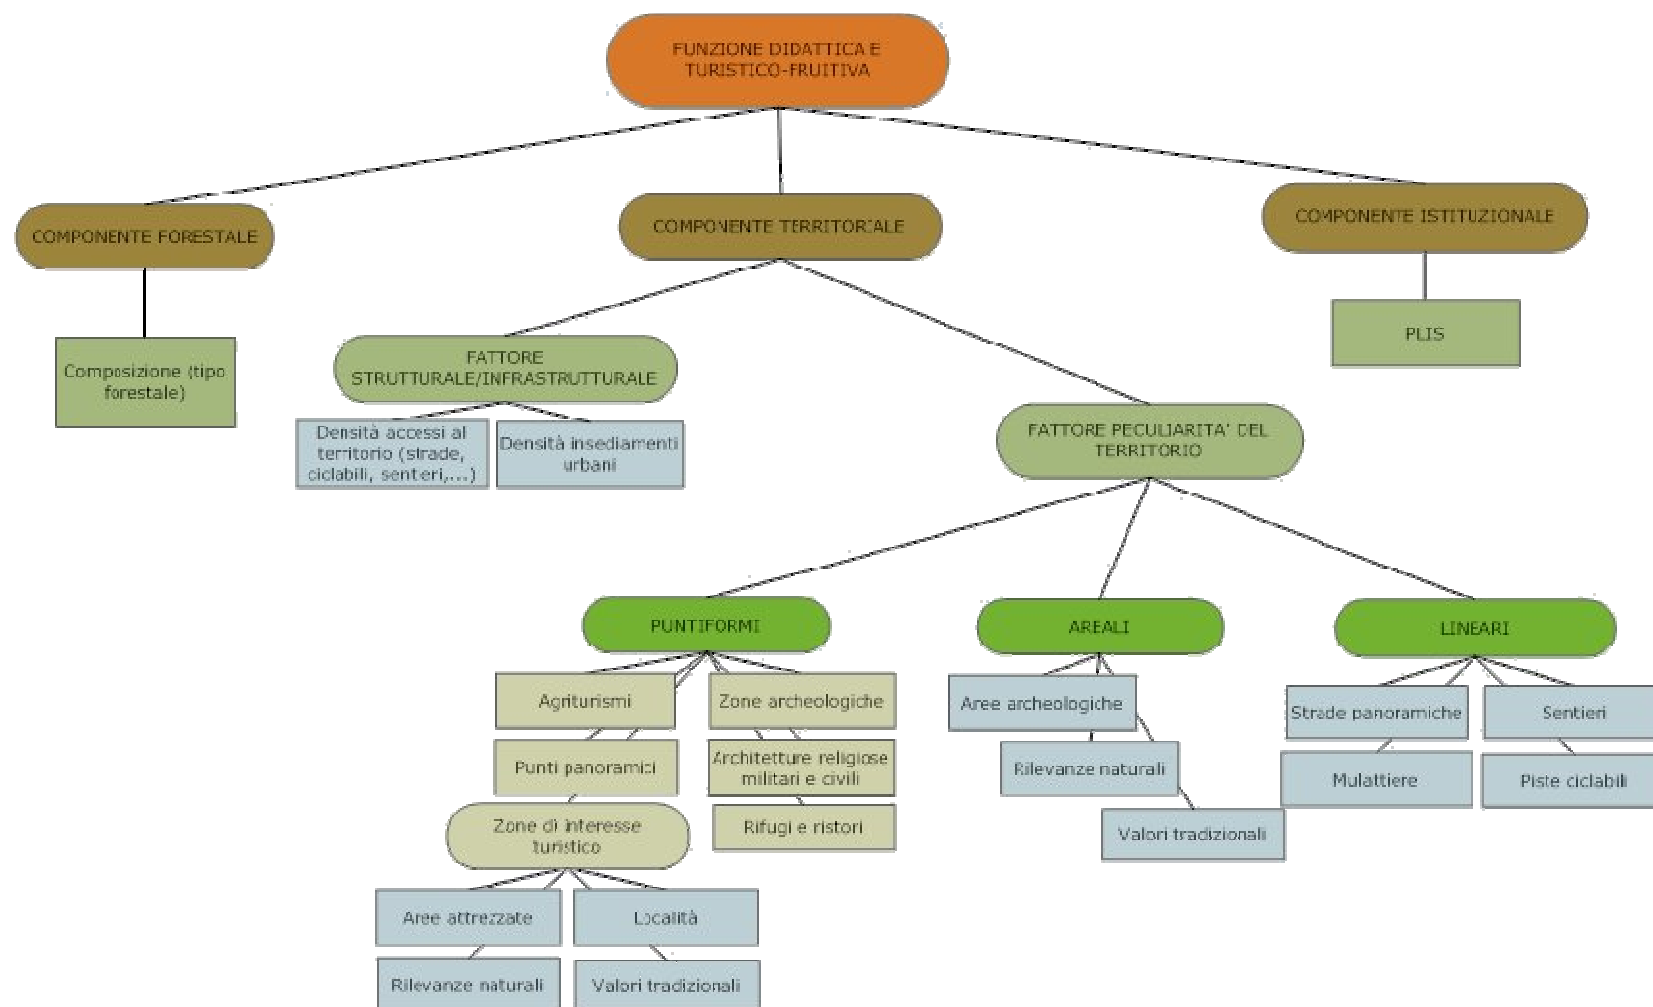 FUNZIONE DIDATTICA E
TURISTICO-FRUITIVA
COMPONENTE FORESTALE
COMPONENTE TERRITORIALE
COMPONENTE ISTITUZIONALE
Composizione (tipo
forestale)
FATTORE
STRUTTURALE/INFRASTRUTTURALE
PLIS
Densità accessi al
territorio (strade,
ciclabili, sentieri,...)
Densità insediamenti
urbani
FATTORE PECULIARITA' DEL
TERRITORIO
PUNTIFORMI
AREALI
LINEARI
Agriturismi
Zone archeologiche
Aree archeologiche
Strade panoramiche
Sentieri
Punti panoramici
Architetture religiose
militari e civili
Rilevanze naturali
Mulattiere
Piste ciclabili
Zone di interesse
turistico
Rifugi e ristori
Valori tradizionali
Aree attrezzate
Località
Rilevanze naturali
Valori tradizionali